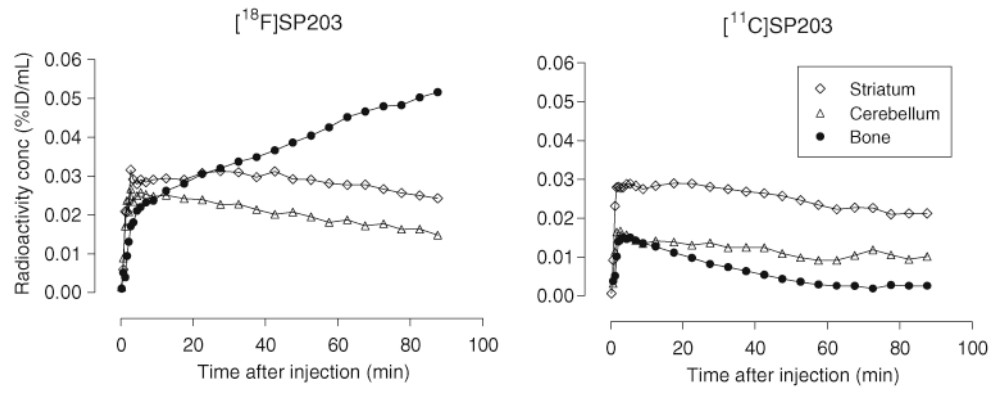 [¹⁸F]SP203
Radioactivity conc (%ID/mL)
0.06
0.05
0.04
0.03
0.02
0.01
0.00
0 20 40 60 80 100
Time after injection (min)
[¹¹C]SP203
0.06
0.05
0.04
0.03
0.02
0.01
0.00
Striatum
Cerebellum
Bone
0 20 40 60 80 100
Time after injection (min)